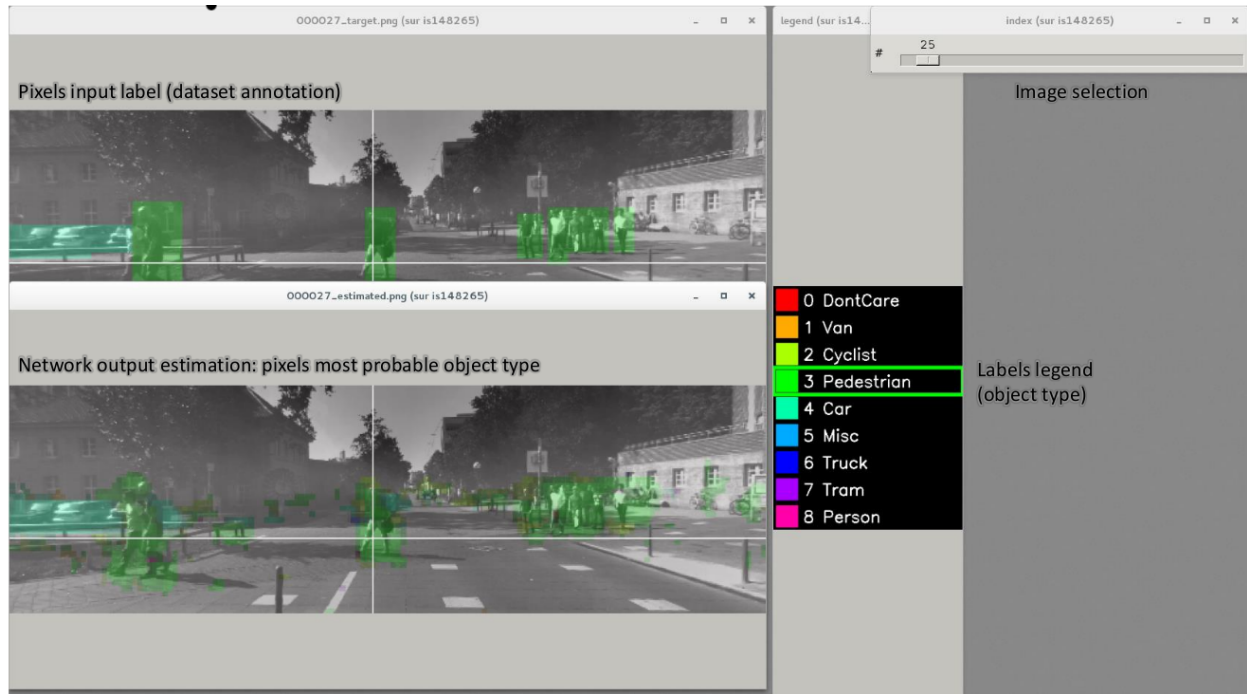 000027_target.png (sur is148265)
legend (sur is14...
index (sur is148265)
#
25
Pixels input label (dataset annotation)
Image selection
000027_estimated.png (sur is148265)
Network output estimation: pixels most probable object type
0 DontCare
1 Van
2 Cyclist
3 Pedestrian
4 Car
5 Misc
6 Truck
7 Tram
8 Person
Labels legend
(object type)